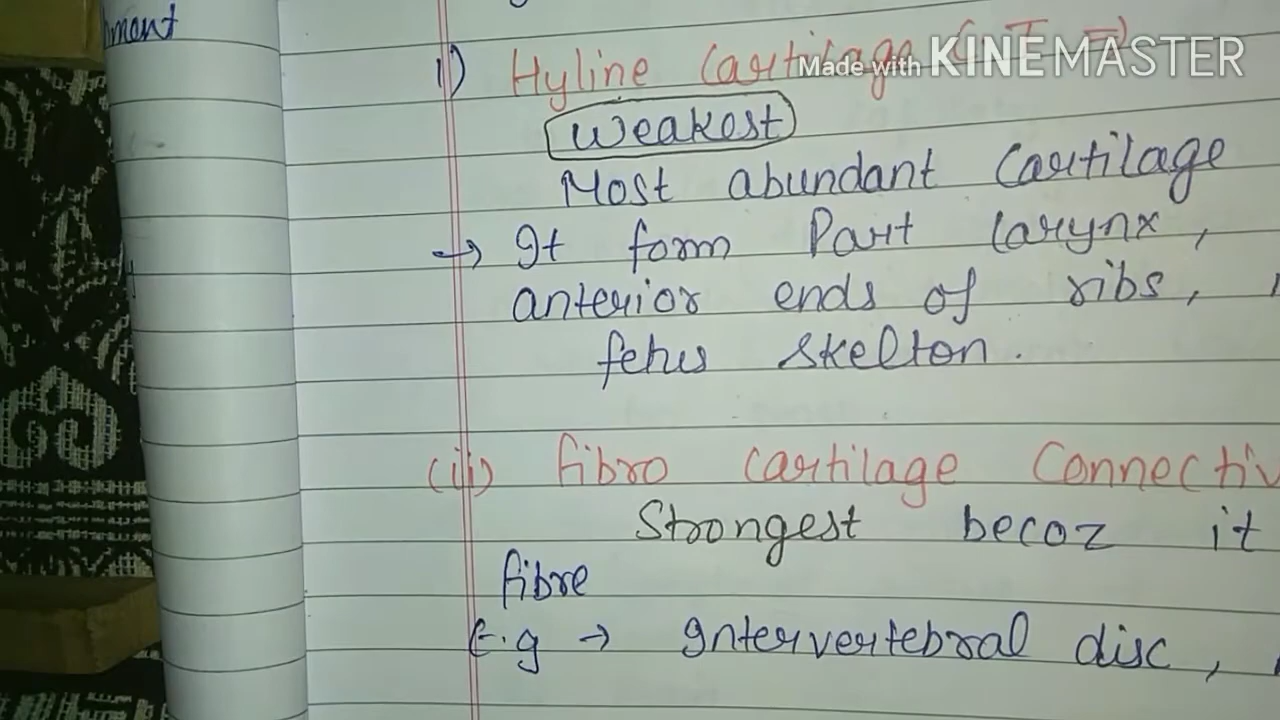 ment
i) Hyline Cartilage C.T =)
Made with KINEMASTER
Weakest
Most abundant Cartilage
→ It form Part larynx,
anterior ends of ribs,
fetus skelton.
(ii) fibro cartilage Connectiv
Strongest becoz it
fibre
E.g → Intervertebral disc,